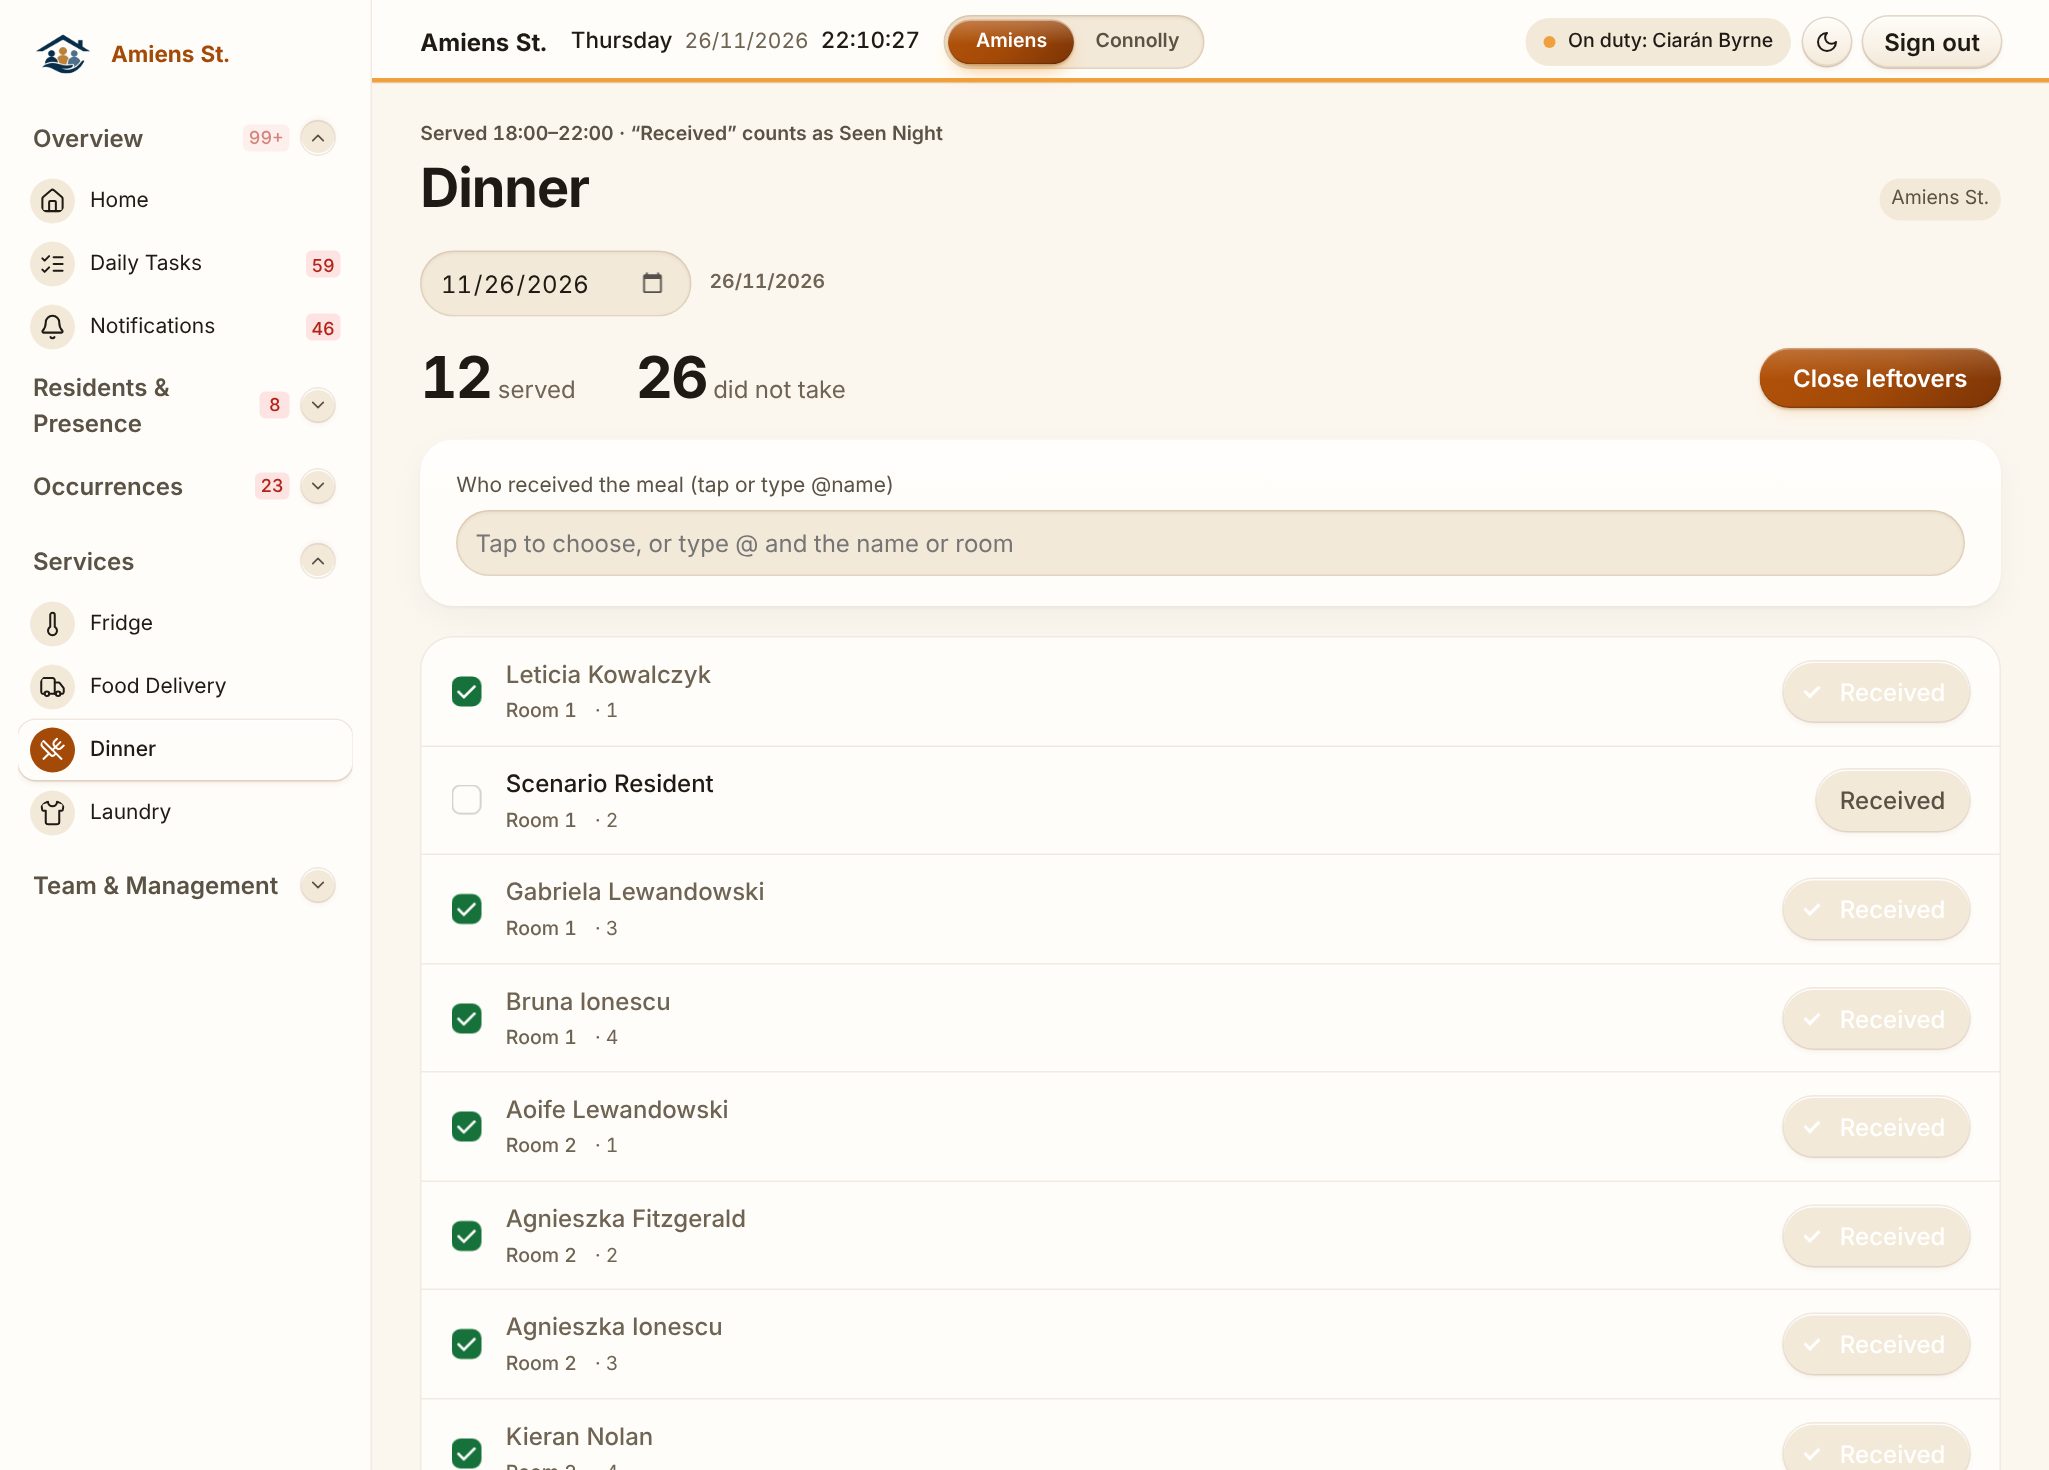 Amiens St.
Overview 99+
Home
Daily Tasks 59
Notifications 46
Residents & Presence 8
Occurrences 23
Services
Fridge
Food Delivery
Dinner
Laundry
Team & Management
Amiens St. Thursday 26/11/2026 22:10:27 Amiens Connolly On duty: Ciarán Byrne Sign out
Served 18:00–22:00 · “Received” counts as Seen Night
Dinner
Amiens St.
11/26/2026 26/11/2026
12 served 26 did not take Close leftovers
Who received the meal (tap or type @name)
Tap to choose, or type @ and the name or room
Leticia Kowalczyk
Room 1 · 1
Received
Scenario Resident
Room 1 · 2
Received
Gabriela Lewandowski
Room 1 · 3
Received
Bruna Ionescu
Room 1 · 4
Received
Aoife Lewandowski
Room 2 · 1
Received
Agnieszka Fitzgerald
Room 2 · 2
Received
Agnieszka Ionescu
Room 2 · 3
Received
Kieran Nolan
Received